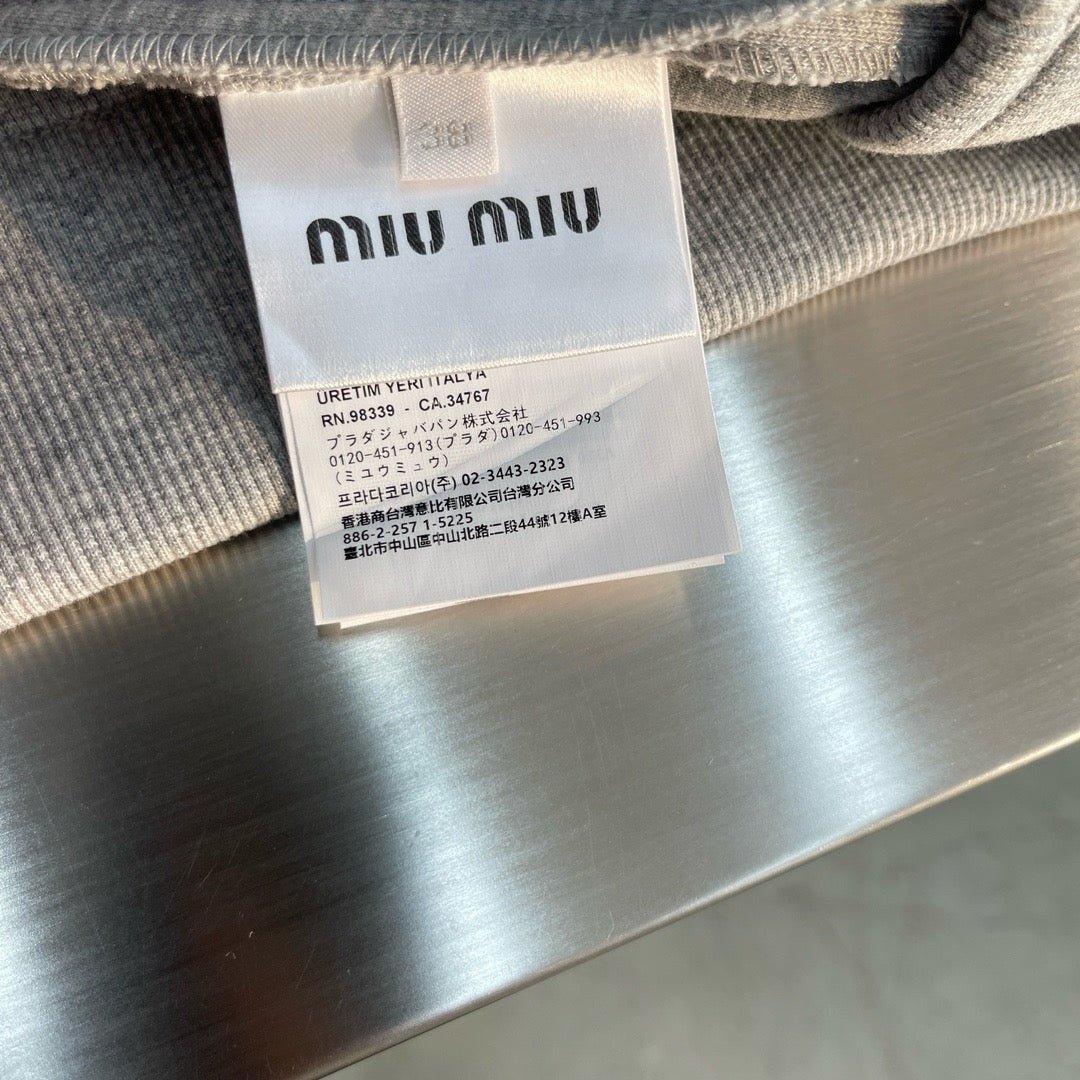 38
miu miu
ÜRETIM YERI ITALYA
RN.98339 - CA.34767
プラダジャパパン株式会社
0120-451-913(プラダ)0120-451-993
(ミユウミュウ)
프라다코리아(주) 02-3443-2323
香港商台灣意比有限公司台灣分公司
886-2-257 1-5225
臺北市中山區中山北路二段44號12樓A室